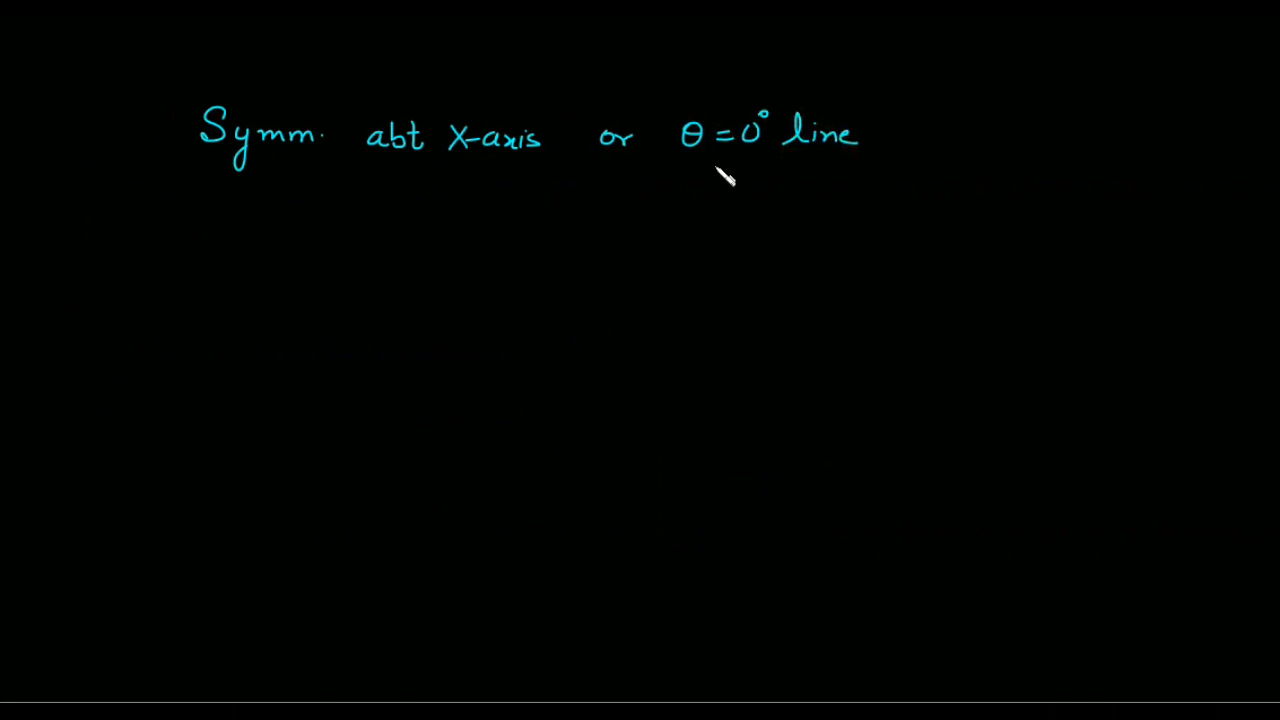 Symm. abt X-axis or θ = 0° line